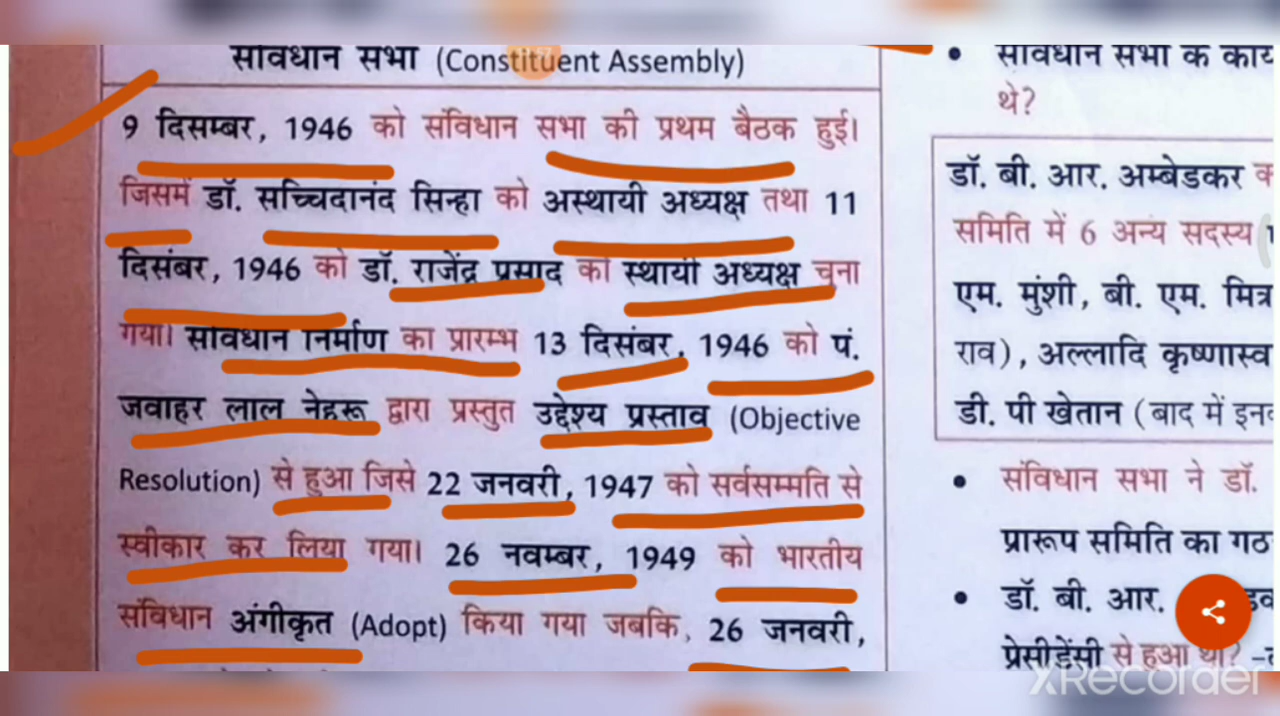 संविधान सभा (Constituent Assembly)
9 दिसम्बर, 1946 को संविधान सभा की प्रथम बैठक हुई।
जिसमें डॉ. सच्चिदानंद सिन्हा को अस्थायी अध्यक्ष तथा 11
दिसंबर, 1946 को डॉ. राजेंद्र प्रसाद को स्थायी अध्यक्ष चुना
गया। संविधान निर्माण का प्रारम्भ 13 दिसंबर, 1946 को पं.
जवाहर लाल नेहरू द्वारा प्रस्तुत उद्देश्य प्रस्ताव (Objective
Resolution) से हुआ जिसे 22 जनवरी, 1947 को सर्वसम्मति से
स्वीकार कर लिया गया। 26 नवम्बर, 1949 को भारतीय
संविधान अंगीकृत (Adopt) किया गया जबकि, 26 जनवरी,
• संविधान सभा के
थे?
डॉ. बी. आर. अम्बेडकर
समिति में 6 अन्य सदस्य
एम. मुंशी, बी. एम. मित्र
राव), अल्लादि
डी. पी खेतान (बाद में
• संविधान सभा ने डॉ.
प्रारूप समिति का
• डॉ. बी. आर.
प्रेसीडेंसी से हुआ था? –
XRecorder